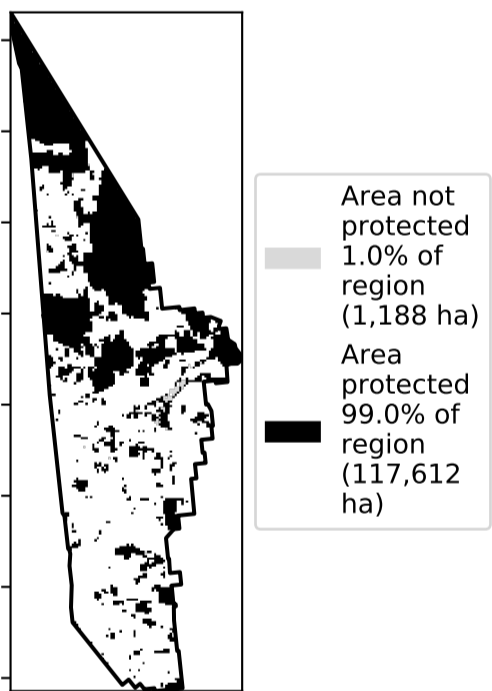 Area not
protected
1.0% of
region
(1,188 ha)
Area
protected
99.0% of
region
(117,612
ha)